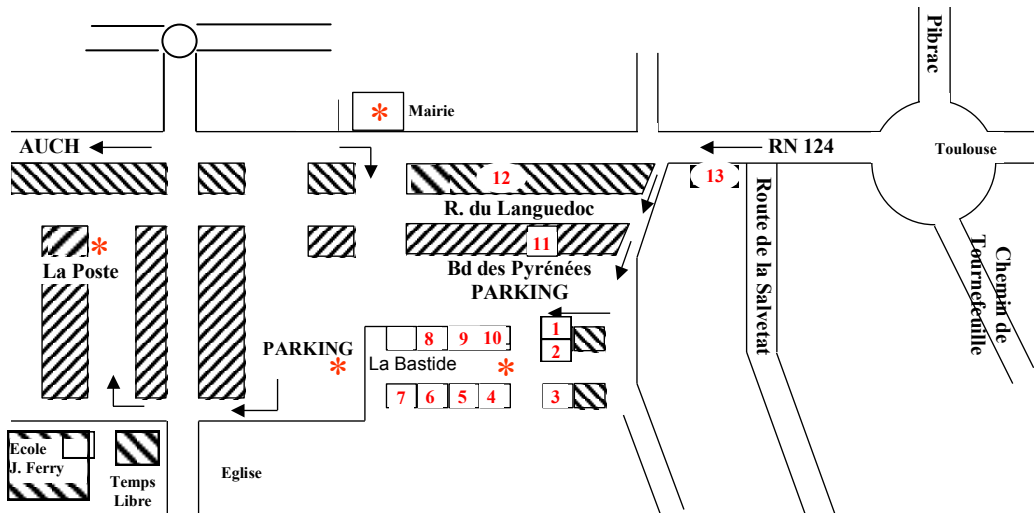 Pibrac
*
Mairie
AUCH
RN 124
Toulouse
12
13
R. du Languedoc
11
*
La Poste
Bd des Pyrénées
PARKING
Route de la Salvetat
Chemin de
Tournefeuille
1
8
9
10
PARKING
2
*
La Bastide
*
7
6
5
4
3
Ecole
J. Ferry
Temps
Libre
Eglise